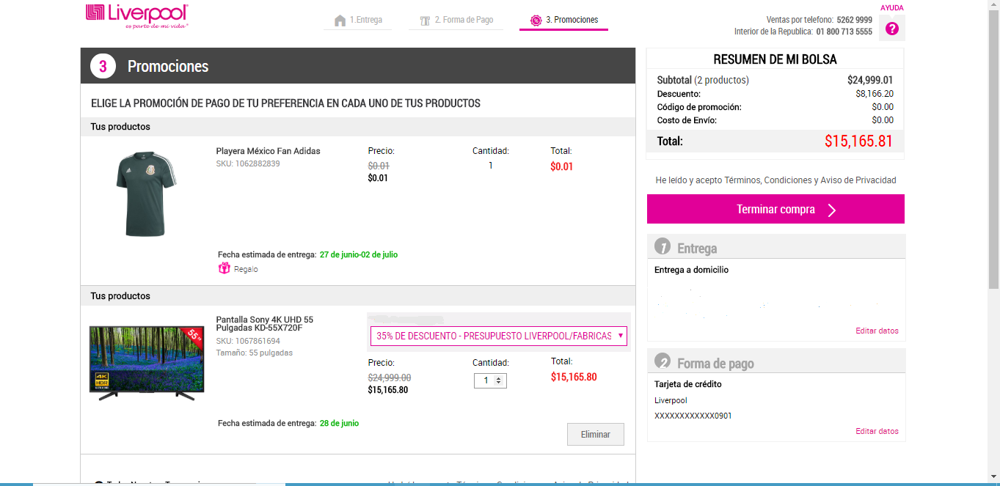 Liverpool
es parte de mi vida
1.Entrega
2. Forma de Pago
3. Promociones
AYUDA
Ventas por telefono: 5262 9999
Interior de la Republica: 01 800 713 5555
?
3 Promociones
ELIGE LA PROMOCIÓN DE PAGO DE TU PREFERENCIA EN CADA UNO DE TUS PRODUCTOS
Tus productos
Playera México Fan Adidas
SKU: 1062882839
Precio:
$0.01
$0.01
Cantidad:
1
Total:
$0.01
Fecha estimada de entrega: 27 de junio-02 de julio
Regalo
Tus productos
55"
4K
HDR
Pantalla Sony 4K UHD 55
Pulgadas KD-55X720F
SKU: 1067861694
Tamaño: 55 pulgadas
35% DE DESCUENTO - PRESUPUESTO LIVERPOOL/FABRICAS
Precio:
$24,999.00
$15,165.80
Cantidad:
1
Total:
$15,165.80
Fecha estimada de entrega: 28 de junio
Eliminar
RESUMEN DE MI BOLSA
Subtotal (2 productos) $24,999.01
Descuento: $8,166.20
Código de promoción: $0.00
Costo de Envío: $0.00
Total: $15,165.81
He leído y acepto Términos, Condiciones y Aviso de Privacidad
Terminar compra
1 Entrega
Entrega a domicilio
Editar datos
2 Forma de pago
Tarjeta de crédito
Liverpool
XXXXXXXXXXXX0901
Editar datos